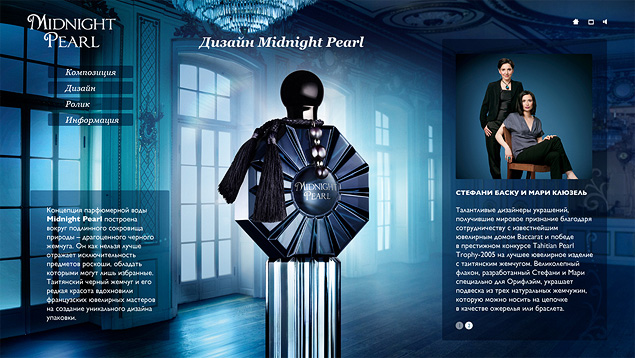 MIDNIGHT
PEARL
Дизайн Midnight Pearl
Композиция
Дизайн
Ролик
Информация
MIDNIGHT
PEARL
Концепция парфюмерной воды
Midnight Pearl построена
вокруг подлинного сокровища
природы – драгоценного черного
жемчуга. Он как нельзя лучше
отражает исключительность
предметов роскоши, обладать
которыми могут лишь избранные.
Таитянский черный жемчуг и его
редкая красота вдохновили
французских ювелирных мастеров
на создание уникального дизайна
упаковки.
СТЕФАНИ БАСКУ И МАРИ КЛЮЗЕЛЬ
Талантливые дизайнеры украшений,
получившие мировое признание благодаря
сотрудничеству с известнейшим
ювелирным домом Baccarat и победе
в престижном конкурсе Tahitian Pearl
Trophy-2005 на лучшее ювелирное изделие
с таитянским жемчугом. Великолепный
флакон, разработанный Стефани и Мари
специально для Орифлэйм, украшает
подвеска из трех натуральных жемчужин,
которую можно носить на цепочке
в качестве ожерелья или браслета.
1 2